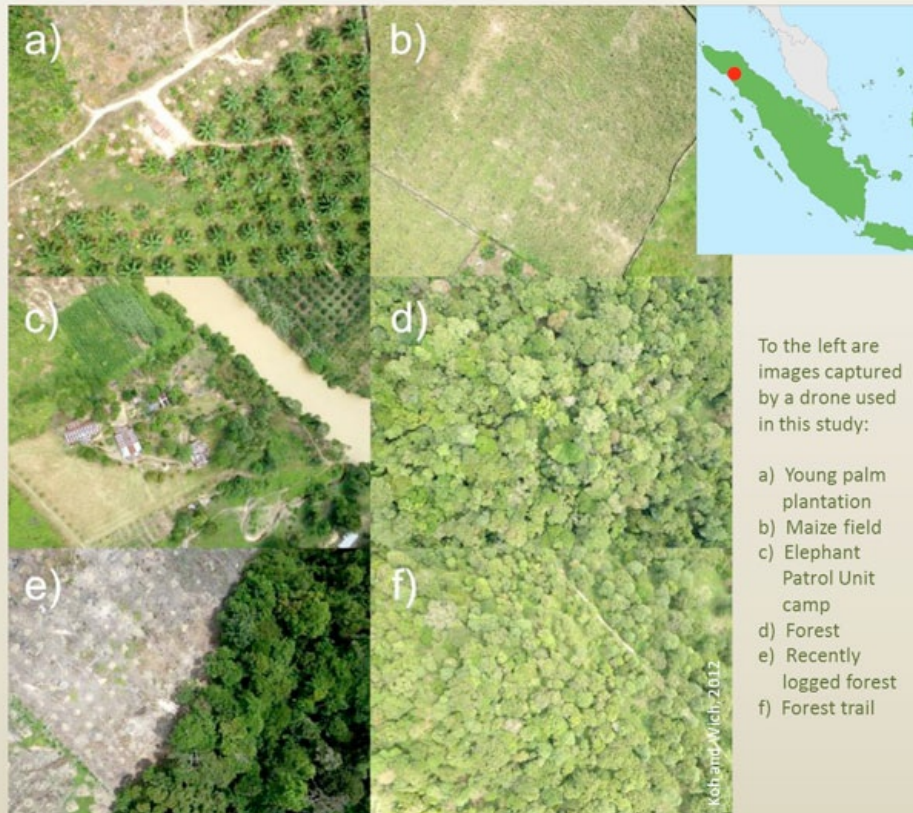 a)
b)
c)
d)
e)
f)
Koh and Wich, 2012
To the left are
images captured
by a drone used
in this study:
a) Young palm
plantation
b) Maize field
c) Elephant
Patrol Unit
camp
d) Forest
e) Recently
logged forest
f) Forest trail